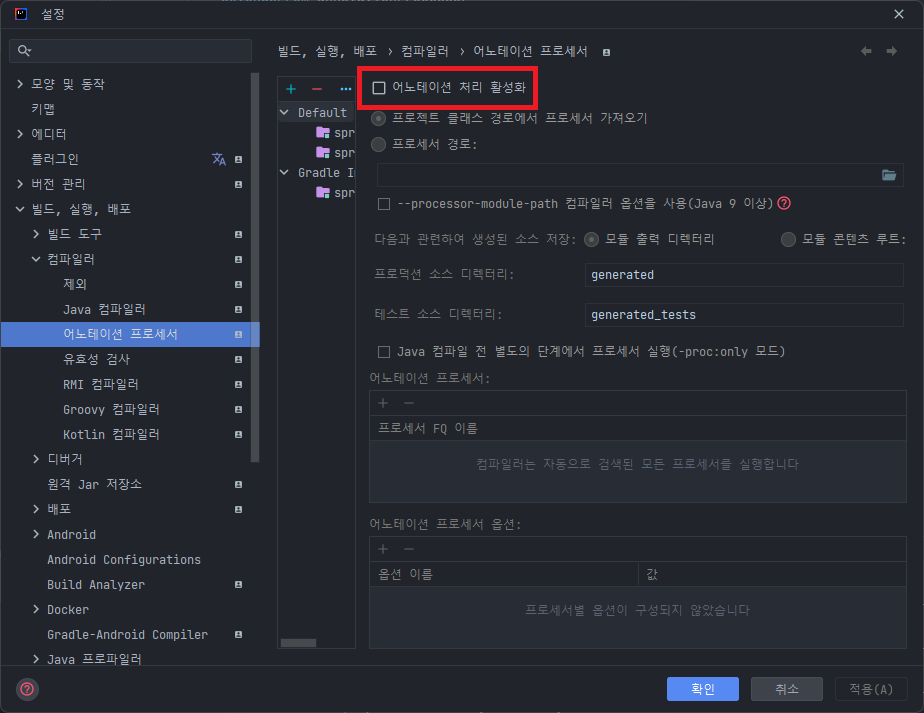 설정
빌드, 실행, 배포 › 컴파일러 › 어노테이션 프로세서
모양 및 동작
키맵
에디터
플러그인
버전 관리
빌드, 실행, 배포
빌드 도구
컴파일러
제외
Java 컴파일러
어노테이션 프로세서
유효성 검사
RMI 컴파일러
Groovy 컴파일러
Kotlin 컴파일러
디버거
원격 Jar 저장소
배포
Android
Android Configurations
Build Analyzer
Docker
Gradle-Android Compiler
Java 프로파일러
Default
spr
spr
Gradle I
spr
어노테이션 처리 활성화
프로젝트 클래스 경로에서 프로세서 가져오기
프로세서 경로:
--processor-module-path 컴파일러 옵션을 사용(Java 9 이상)
다음과 관련하여 생성된 소스 저장: 모듈 출력 디렉터리 모듈 콘텐츠 루트:
프로덕션 소스 디렉터리: generated
테스트 소스 디렉터리: generated_tests
Java 컴파일 전 별도의 단계에서 프로세서 실행(-proc:only 모드)
어노테이션 프로세서:
프로세서 FQ 이름
컴파일러는 자동으로 검색된 모든 프로세서를 실행합니다
어노테이션 프로세서 옵션:
옵션 이름 값
프로세서별 옵션이 구성되지 않았습니다
확인 취소 적용(A)